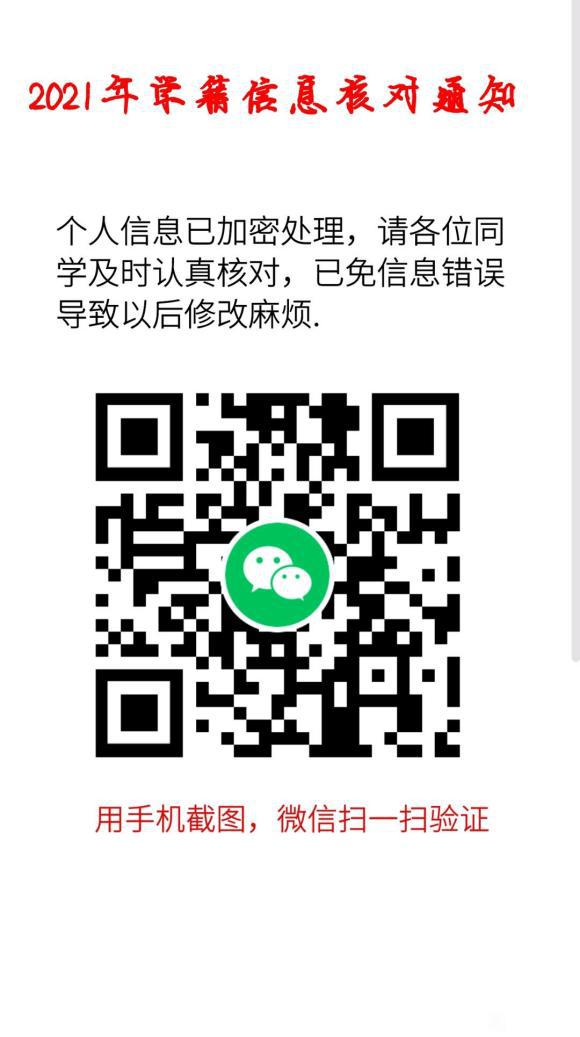 2021年学籍信息核对通知
个人信息已加密处理，请各位同
学及时认真核对，已免信息错误
导致以后修改麻烦.
用手机截图，微信扫一扫验证